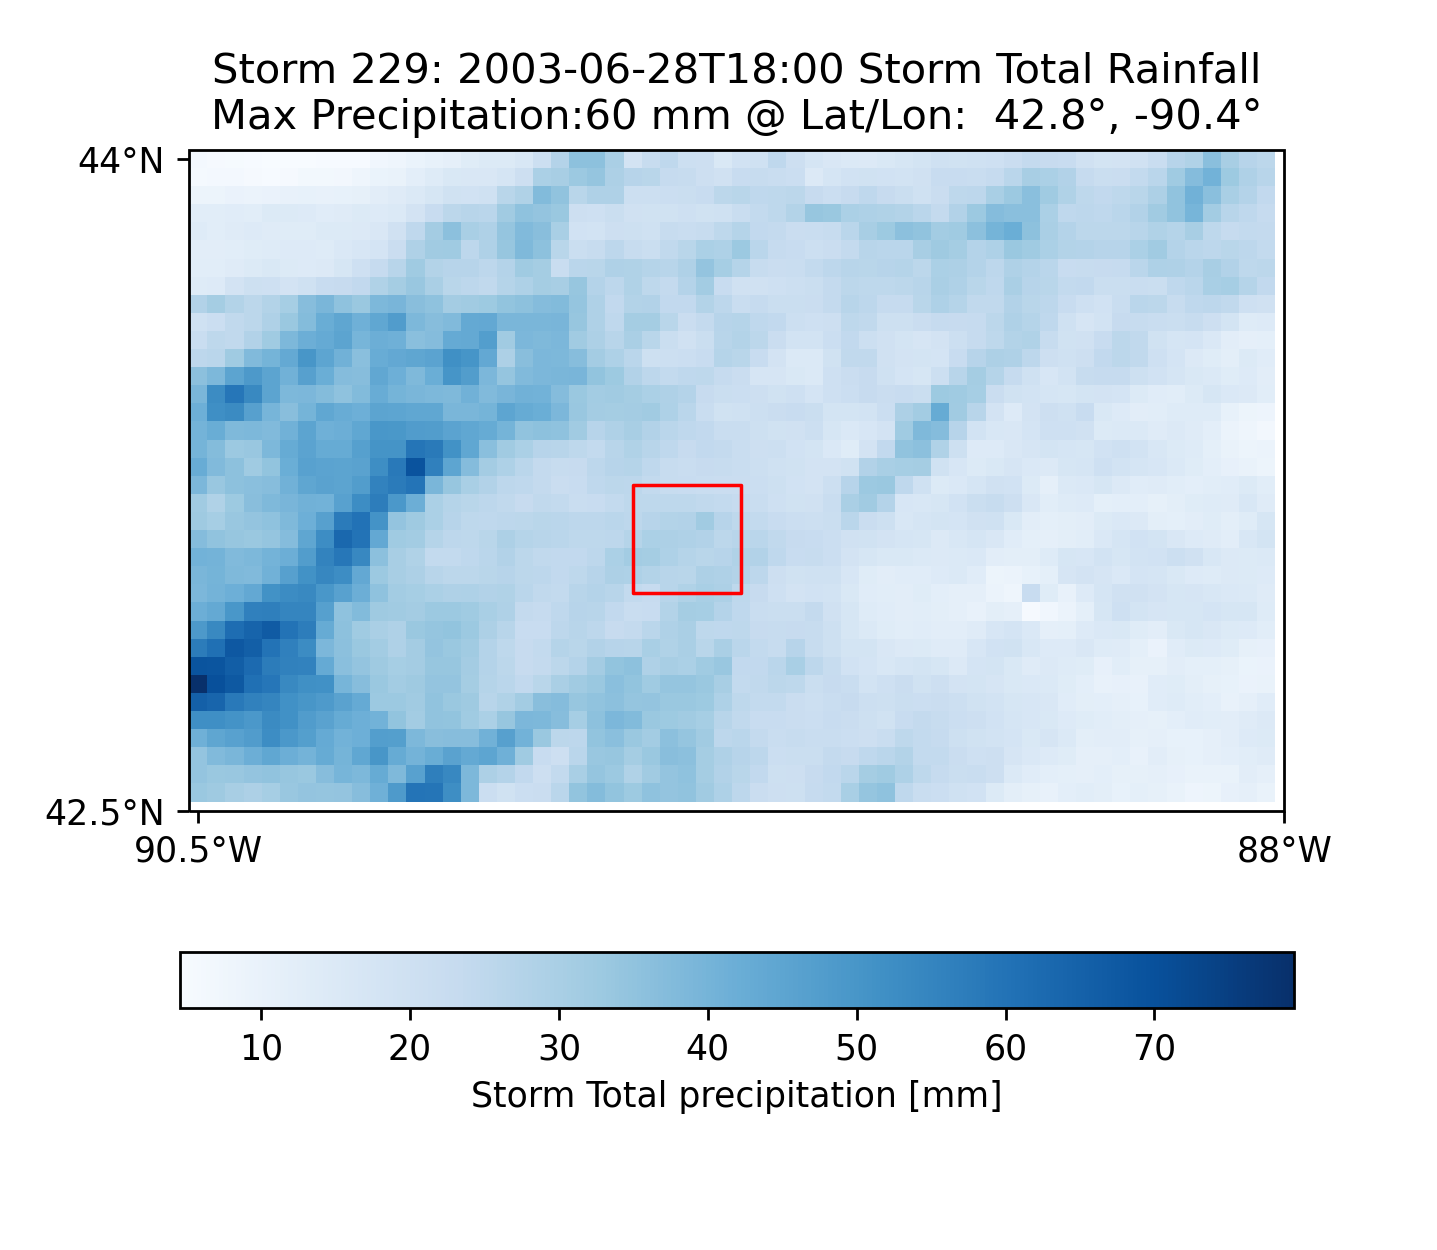 Storm 229: 2003-06-28T18:00 Storm Total Rainfall
Max Precipitation:60 mm @ Lat/Lon:  42.8°, -90.4°
44°N
42.5°N
90.5°W 88°W
10 20 30 40 50 60 70
Storm Total precipitation [mm]